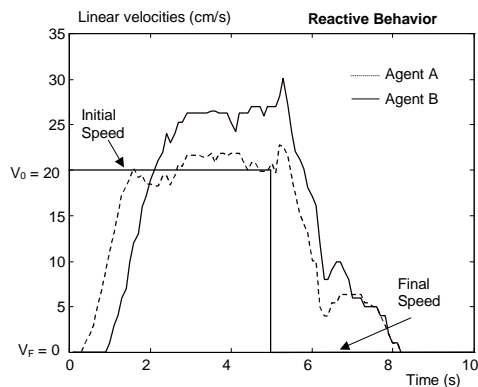 Linear velocities (cm/s)
Reactive Behavior
35
30
25
V₀ = 20
15
10
5
V_F = 0
0
2
4
6
8
10
Time (s)
Initial
Speed
Agent A
Agent B
Final
Speed